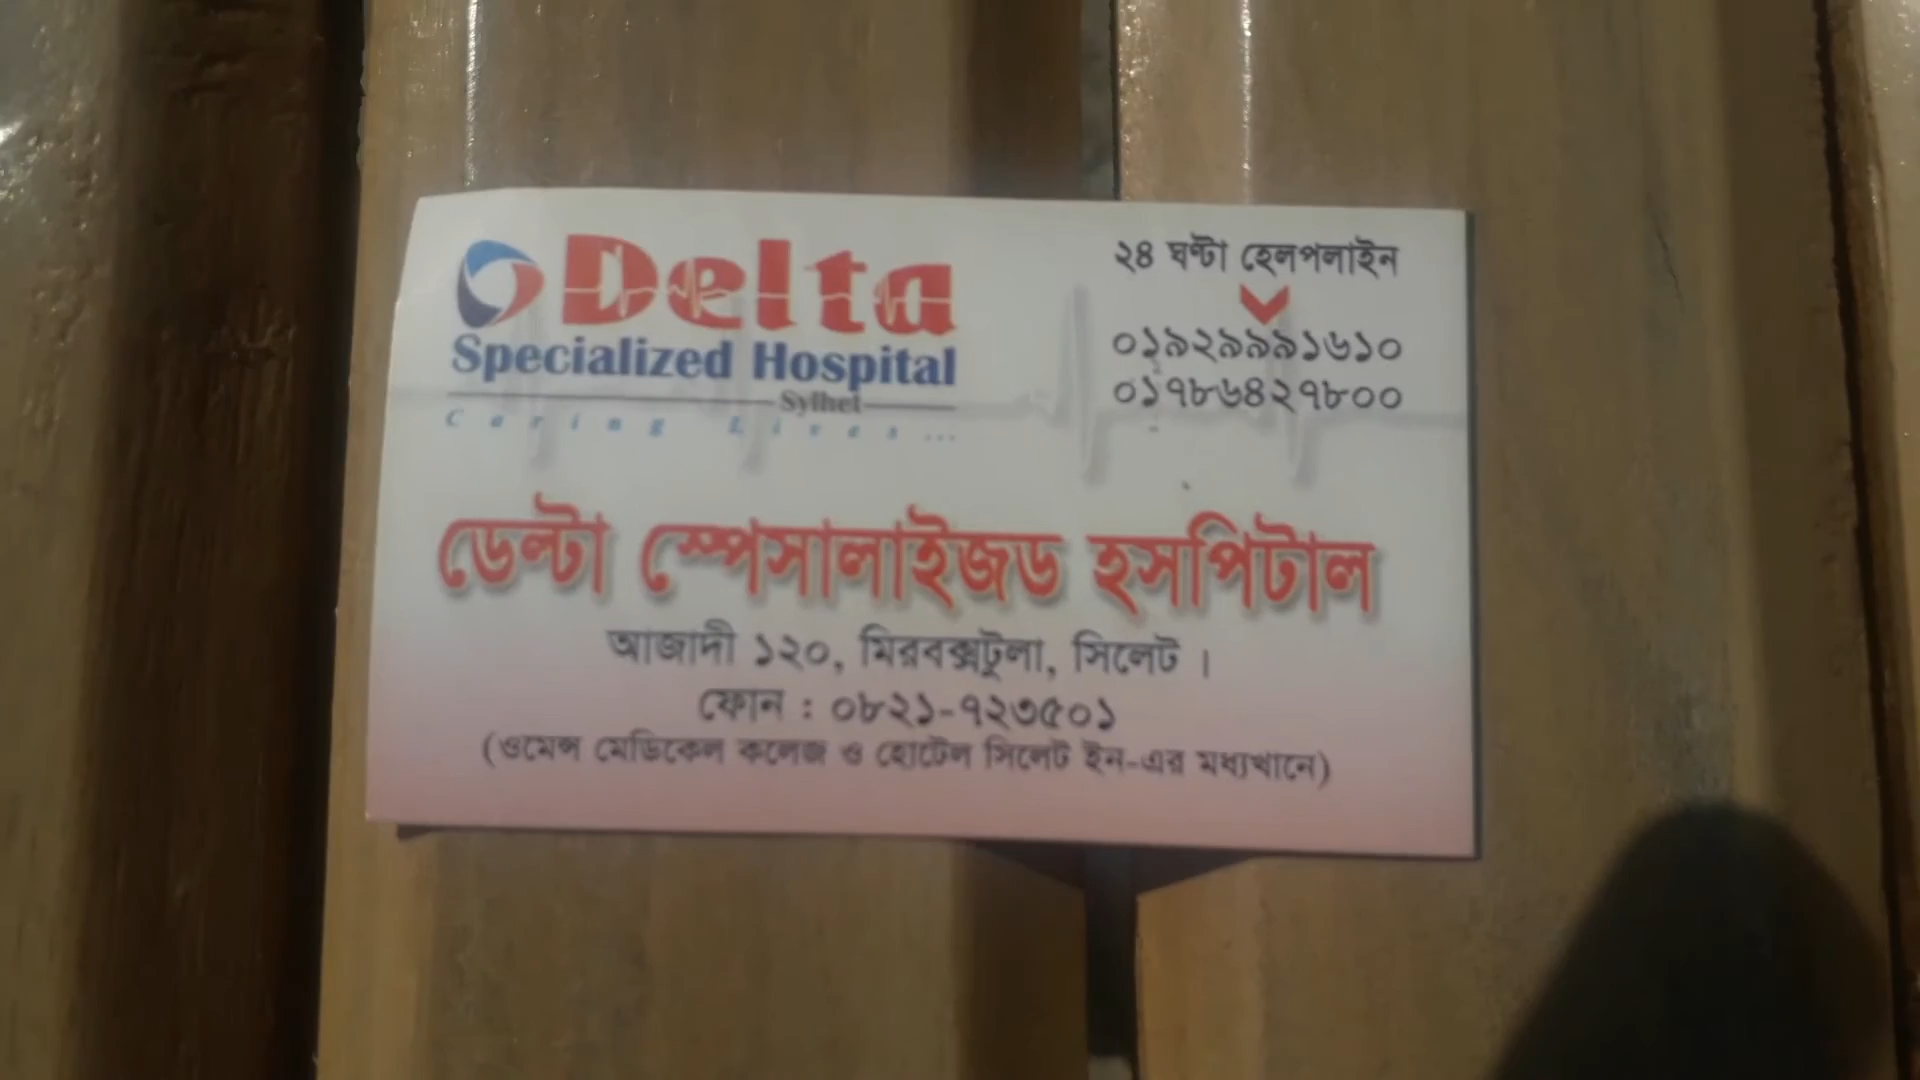 Delta
Specialized Hospital
Sylhet
Caring Lives...
২৪ ঘণ্টা হেলপলাইন
০১৯২৯৯৯১৬১০
০১৭৮৬৪২৭৮০০
ডেল্টা স্পেসালাইজড হসপিটাল
আজাদী ১২০, মিরবক্সটুলা, সিলেট ।
ফোন : ০৮২১-৭২৩৫০১
(ওমেন্স মেডিকেল কলেজ ও হোটেল সিলেট ইন-এর মধ্যখানে)